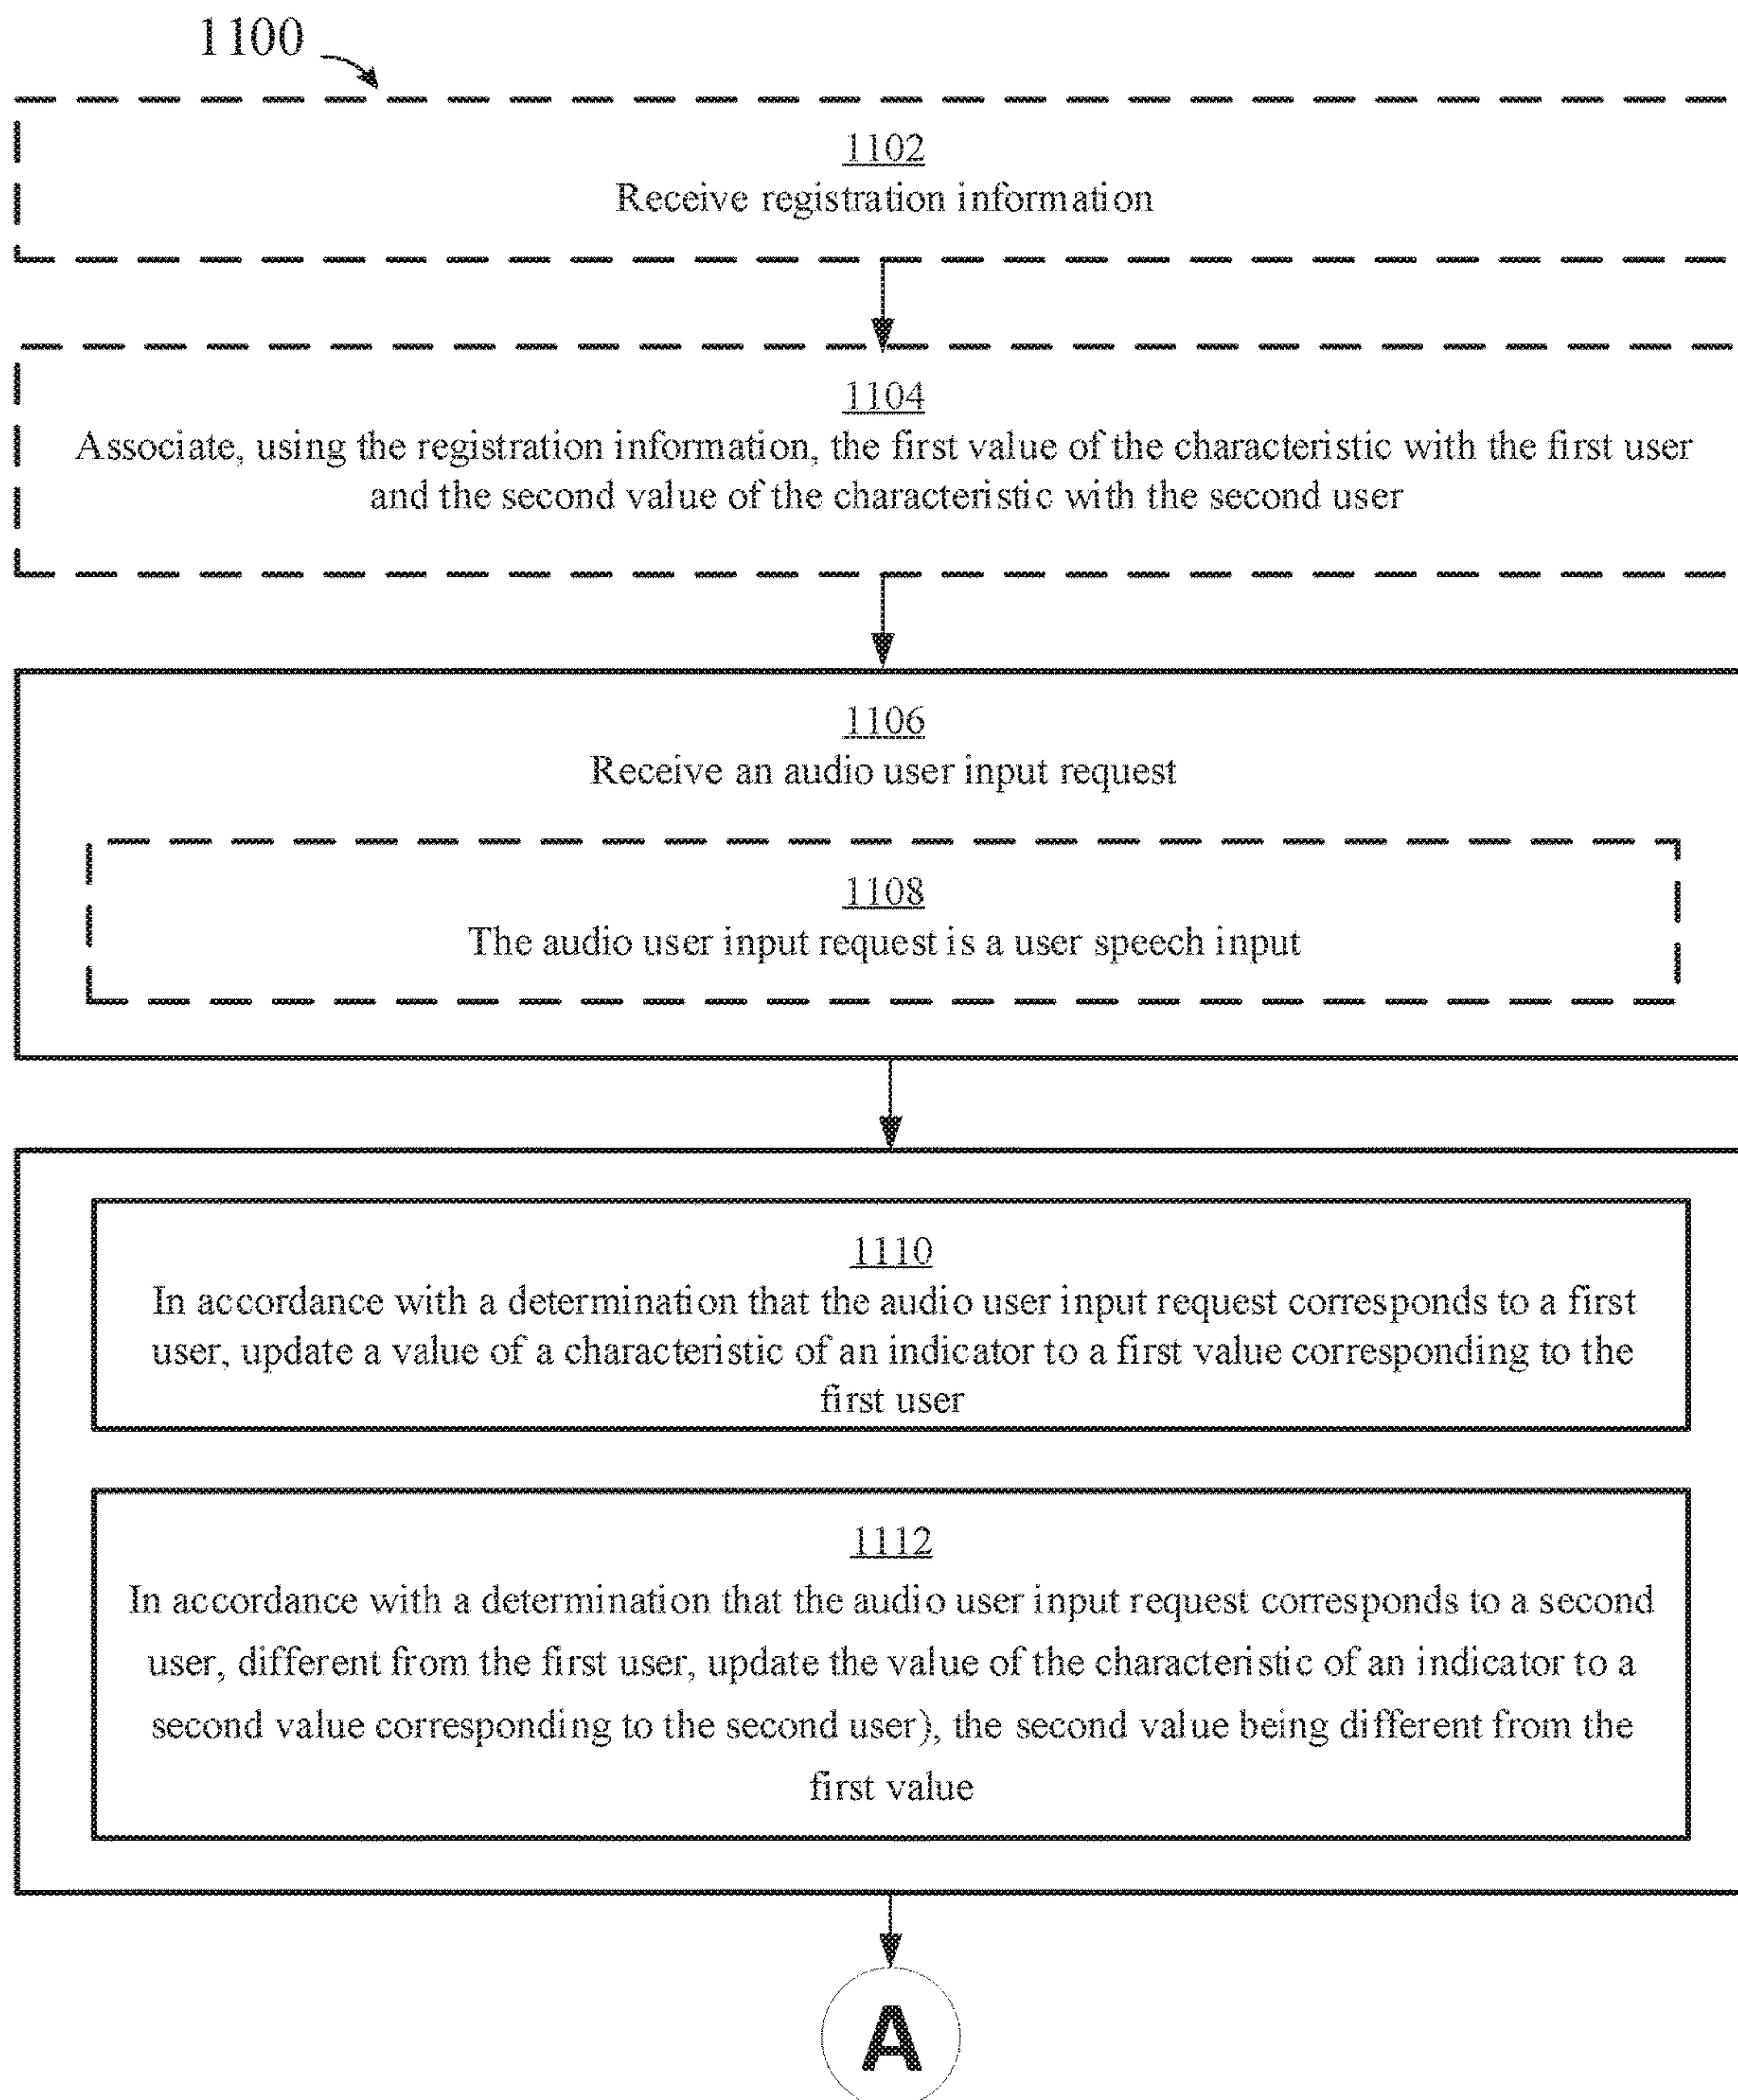 1100
1102
Receive registration information
1104
Associate, using the registration information, the first value of the characteristic with the first user
and the second value of the characteristic with the second user
1106
Receive an audio user input request
1108
The audio user input request is a user speech input
1110
In accordance with a determination that the audio user input request corresponds to a first
user, update a value of a characteristic of an indicator to a first value corresponding to the
first user
1112
In accordance with a determination that the audio user input request corresponds to a second
user, different from the first user, update the value of the characteristic of an indicator to a
second value corresponding to the second user), the second value being different from the
first value
A